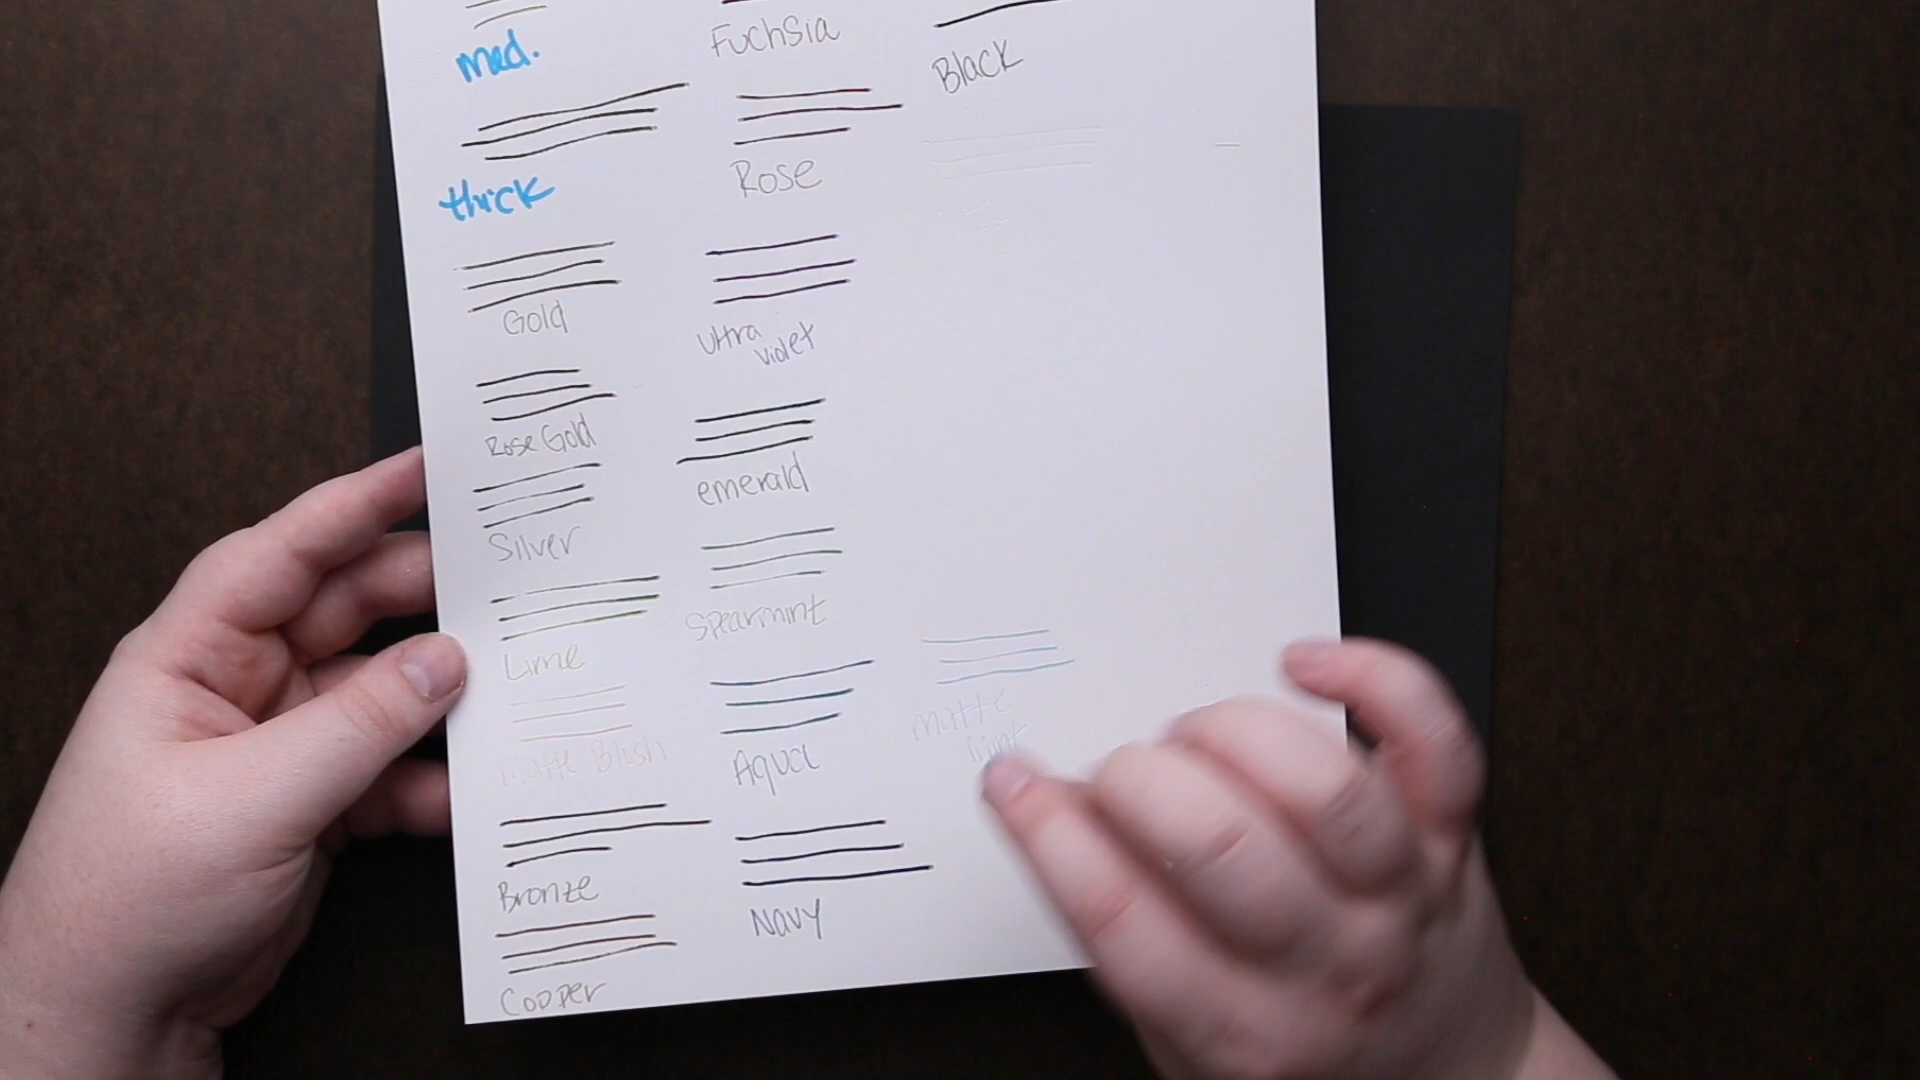 med.
thick
Gold
Rose Gold
Silver
Lime
Matte Blush
Bronze
Copper
Fuchsia
Rose
Ultra
violet
emerald
Spearmint
Aqua
Navy
Black
matte
mint